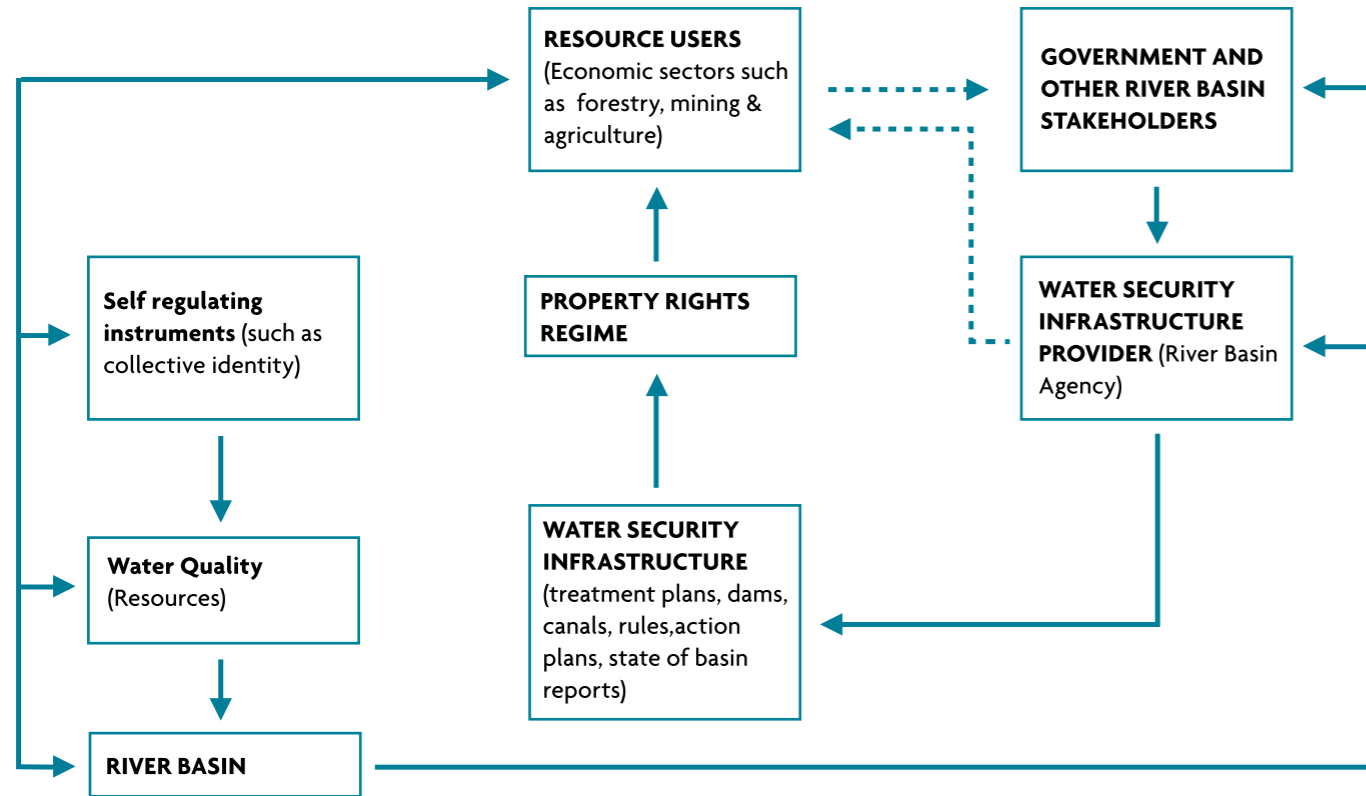 RESOURCE USERS
(Economic sectors such
as forestry, mining &
agriculture)
GOVERNMENT AND
OTHER RIVER BASIN
STAKEHOLDERS
Self regulating
instruments (such as
collective identity)
PROPERTY RIGHTS
REGIME
WATER SECURITY
INFRASTRUCTURE
PROVIDER (River Basin
Agency)
Water Quality
(Resources)
WATER SECURITY
INFRASTRUCTURE
(treatment plans, dams,
canals, rules,action
plans, state of basin
reports)
RIVER BASIN